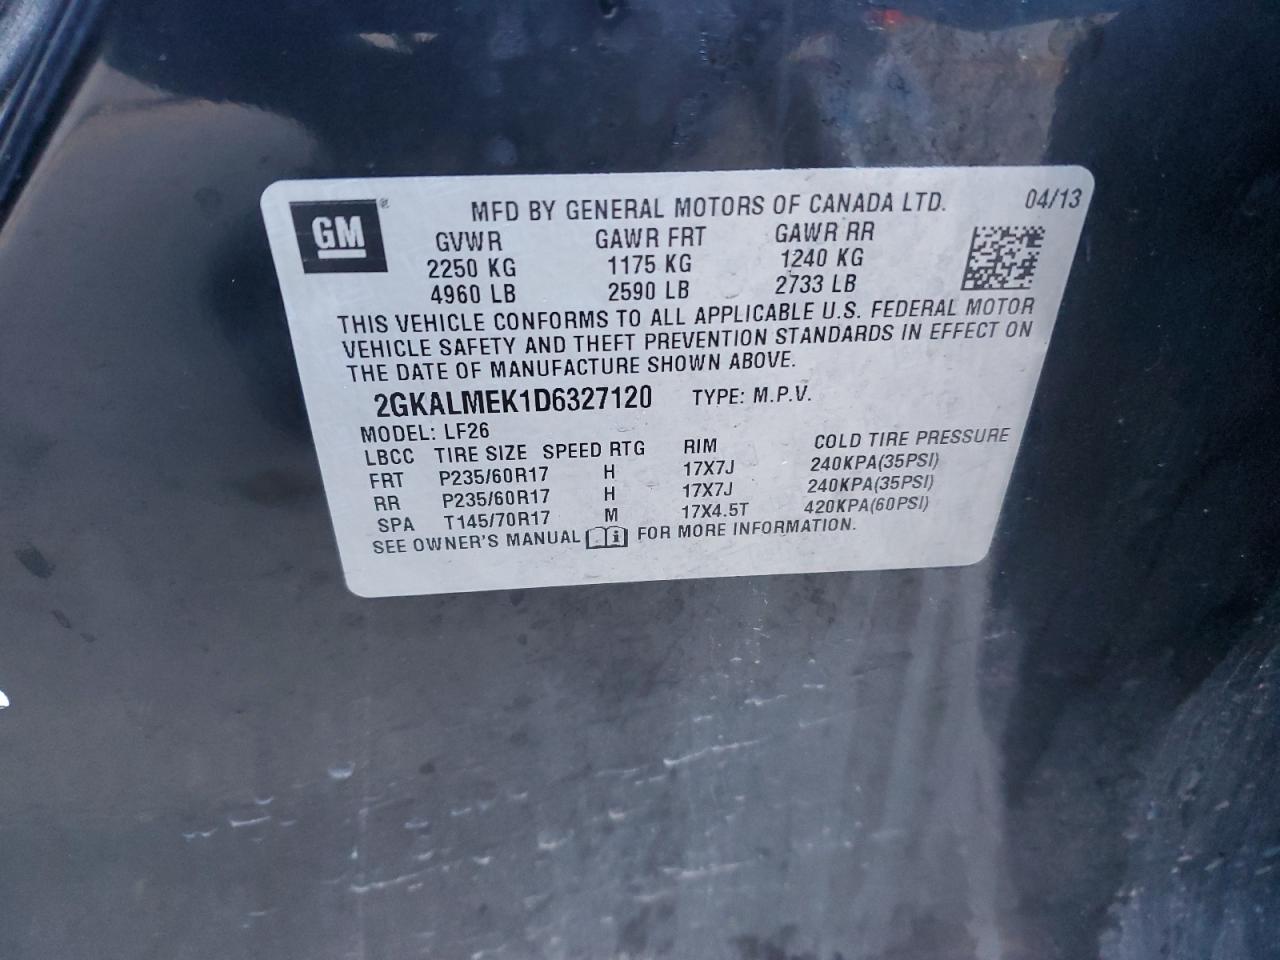 GM ®
MFD BY GENERAL MOTORS OF CANADA LTD. 04/13
GVWR GAWR FRT GAWR RR
2250 KG 1175 KG 1240 KG
4960 LB 2590 LB 2733 LB
THIS VEHICLE CONFORMS TO ALL APPLICABLE U.S. FEDERAL MOTOR
VEHICLE SAFETY AND THEFT PREVENTION STANDARDS IN EFFECT ON
THE DATE OF MANUFACTURE SHOWN ABOVE.
2GKALMEK1D6327120 TYPE: M.P.V.
MODEL: LF26
LBCC TIRE SIZE SPEED RTG RIM COLD TIRE PRESSURE
FRT P235/60R17 H 17X7J 240KPA(35PSI)
RR P235/60R17 H 17X7J 240KPA(35PSI)
SPA T145/70R17 M 17X4.5T 420KPA(60PSI)
SEE OWNER'S MANUAL i FOR MORE INFORMATION.